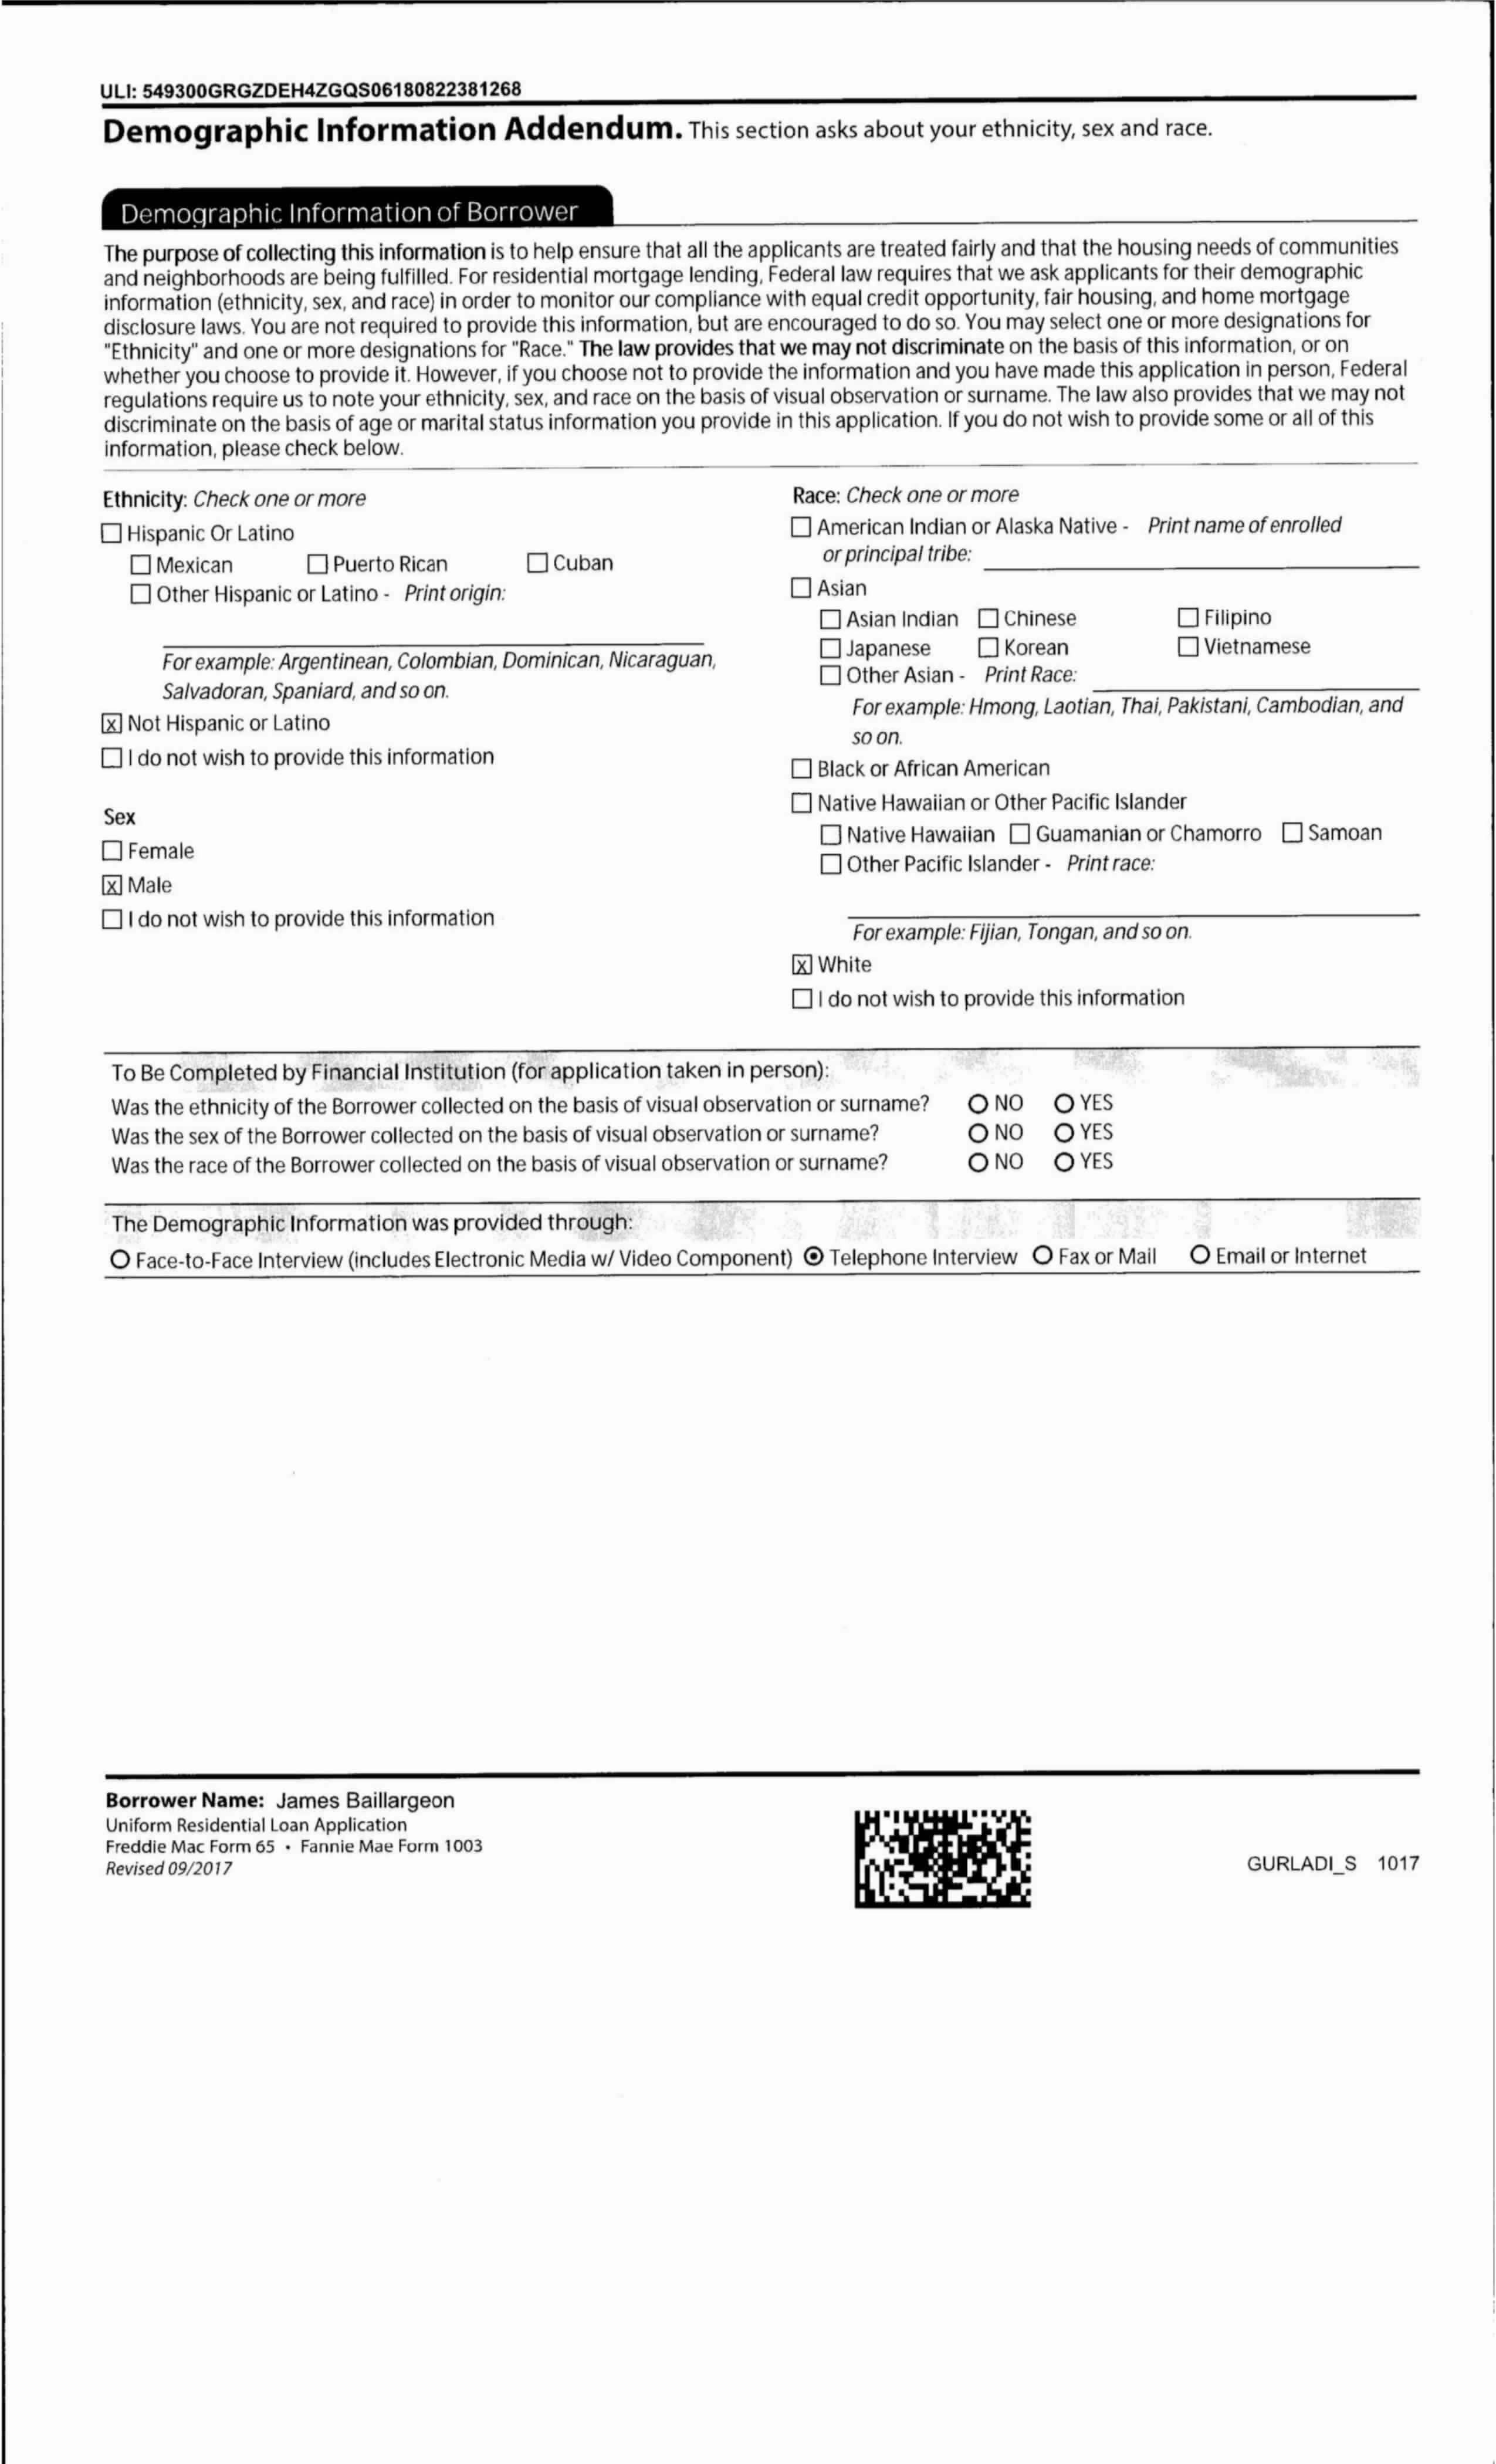 ULI: 549300GRGZDEH4ZGQS06180822381268
Demographic Information Addendum. This section asks about your ethnicity, sex and race.
Demographic Information of Borrower
The purpose of collecting this information is to help ensure that all the applicants are treated fairly and that the housing needs of communities
and neighborhoods are being fulfilled. For residential mortgage lending, Federal law requires that we ask applicants for their demographic
information (ethnicity, sex, and race) in order to monitor our compliance with equal credit opportunity, fair housing, and home mortgage
disclosure laws. You are not required to provide this information, but are encouraged to do so. You may select one or more designations for
"Ethnicity" and one or more designations for "Race." The law provides that we may not discriminate on the basis of this information, or on
whether you choose to provide it. However, if you choose not to provide the information and you have made this application in person, Federal
regulations require us to note your ethnicity, sex, and race on the basis of visual observation or surname. The law also provides that we may not
discriminate on the basis of age or marital status information you provide in this application. If you do not wish to provide some or all of this
information, please check below.
Ethnicity: Check one or more
☐ Hispanic Or Latino
☐ Mexican ☐ Puerto Rican ☐ Cuban
☐ Other Hispanic or Latino - Print origin:
For example: Argentinean, Colombian, Dominican, Nicaraguan,
Salvadoran, Spaniard, and so on.
☒ Not Hispanic or Latino
☐ I do not wish to provide this information
Sex
☐ Female
☒ Male
☐ I do not wish to provide this information
Race: Check one or more
☐ American Indian or Alaska Native - Print name of enrolled
or principal tribe:
☐ Asian
☐ Asian Indian ☐ Chinese ☐ Filipino
☐ Japanese ☐ Korean ☐ Vietnamese
☐ Other Asian - Print Race:
For example: Hmong, Laotian, Thai, Pakistani, Cambodian, and
so on.
☐ Black or African American
☐ Native Hawaiian or Other Pacific Islander
☐ Native Hawaiian ☐ Guamanian or Chamorro ☐ Samoan
☐ Other Pacific Islander - Print race:
For example: Fijian, Tongan, and so on.
☒ White
☐ I do not wish to provide this information
To Be Completed by Financial Institution (for application taken in person):
Was the ethnicity of the Borrower collected on the basis of visual observation or surname? ○ NO ○ YES
Was the sex of the Borrower collected on the basis of visual observation or surname? ○ NO ○ YES
Was the race of the Borrower collected on the basis of visual observation or surname? ○ NO ○ YES
The Demographic Information was provided through:
○ Face-to-Face Interview (includes Electronic Media w/ Video Component) ◉ Telephone Interview ○ Fax or Mail ○ Email or Internet
Borrower Name: James Baillargeon
Uniform Residential Loan Application
Freddie Mac Form 65 • Fannie Mae Form 1003
Revised 09/2017
GURLADI_S 1017